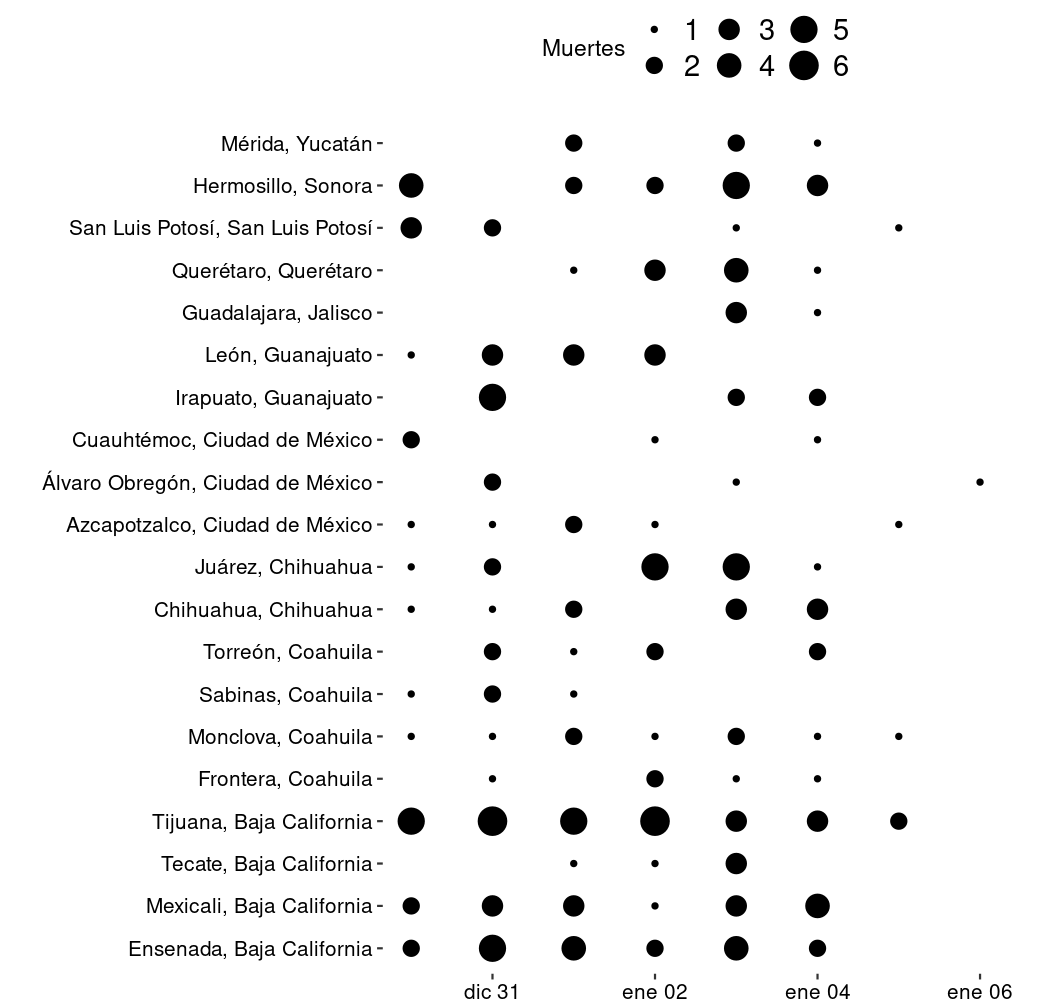 Muertes 1 3 5
2 4 6
Mérida, Yucatán
Hermosillo, Sonora
San Luis Potosí, San Luis Potosí
Querétaro, Querétaro
Guadalajara, Jalisco
León, Guanajuato
Irapuato, Guanajuato
Cuauhtémoc, Ciudad de México
Álvaro Obregón, Ciudad de México
Azcapotzalco, Ciudad de México
Juárez, Chihuahua
Chihuahua, Chihuahua
Torreón, Coahuila
Sabinas, Coahuila
Monclova, Coahuila
Frontera, Coahuila
Tijuana, Baja California
Tecate, Baja California
Mexicali, Baja California
Ensenada, Baja California
dic 31 ene 02 ene 04 ene 06